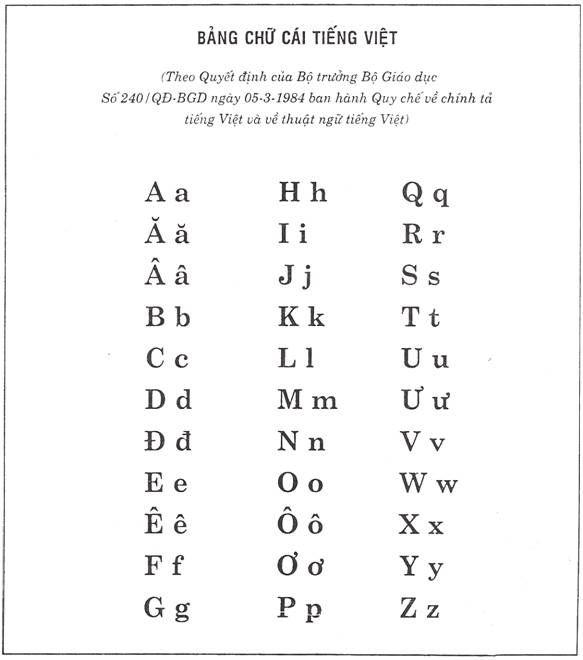 BẢNG CHỮ CÁI TIẾNG VIỆT
(Theo Quyết định của Bộ trưởng Bộ Giáo dục
Số 240/QĐ-BGD ngày 05-3-1984 ban hành Quy chế về chính tả
tiếng Việt và về thuật ngữ tiếng Việt)
A a H h Q q
Ă ă I i R r
Â â J j S s
B b K k T t
C c L l U u
D d M m Ư ư
Đ đ N n V v
E e O o W w
Ê ê Ô ô X x
F f Ơ ơ Y y
G g P p Z z